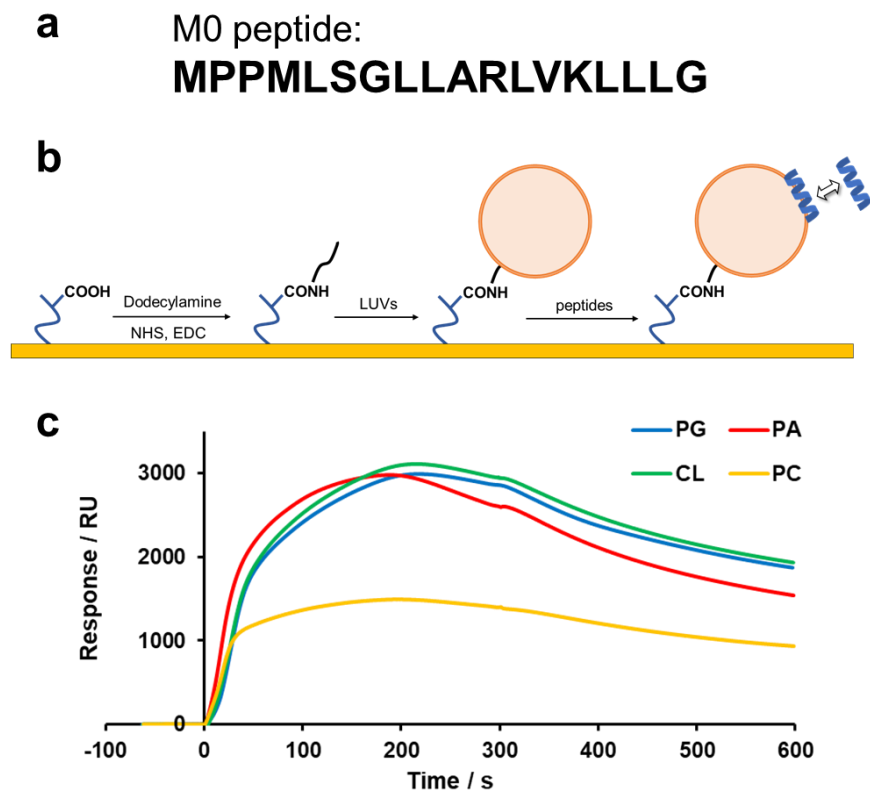 a
M0 peptide:
MPPMLSGLLARLVKLLLG
b
COOH
Dodecylamine
NHS, EDC
CONH
LUVs
CONH
peptides
CONH
c
PG PA
CL PC
Response / RU
3000
2000
1000
0
-100 0 100 200 300 400 500 600
Time / s